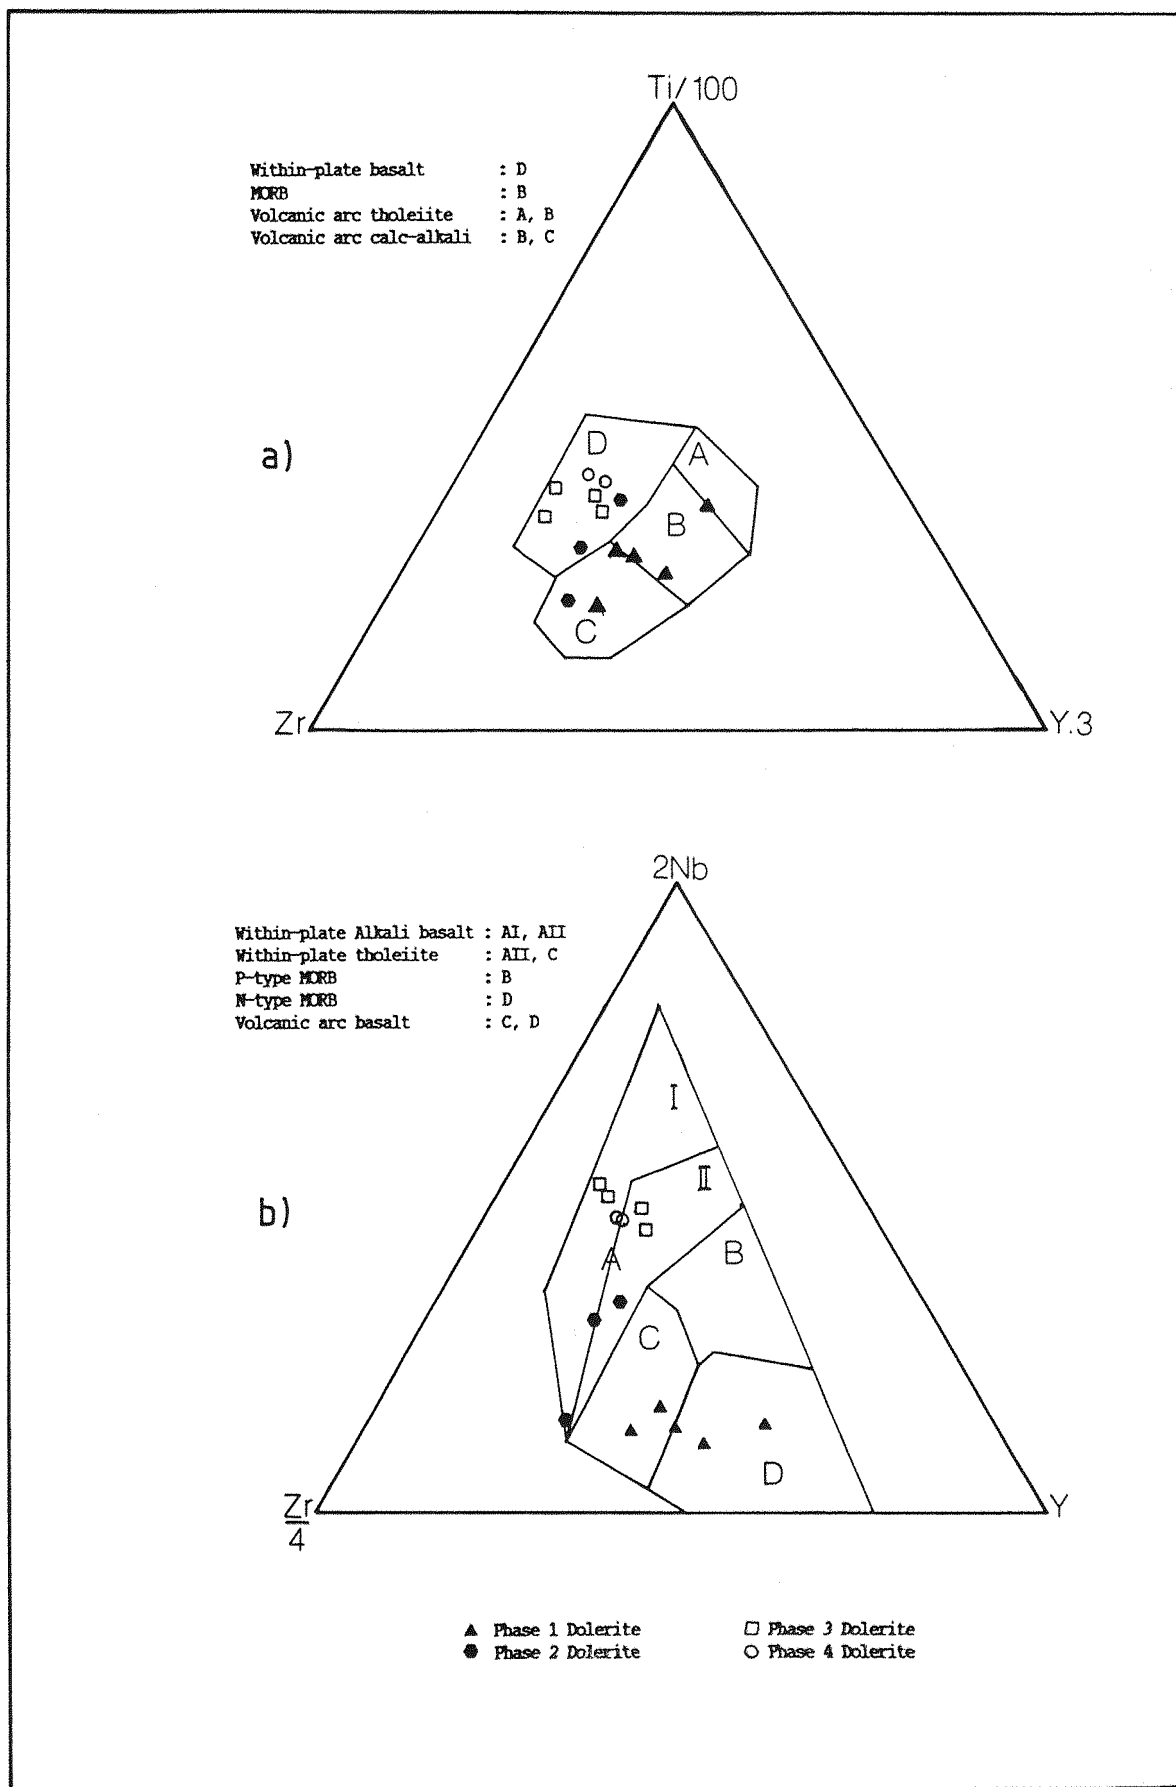 Ti/100
Within-plate basalt : D
MORB : B
Volcanic arc tholeiite : A, B
Volcanic arc calc-alkali : B, C
a)
D
A
B
C
Zr
Y.3
2Nb
Within-plate Alkali basalt : AI, AII
Within-plate tholeiite : AII, C
P-type MORB : B
N-type MORB : D
Volcanic arc basalt : C, D
I
II
b)
A
B
C
D
Zr
4
Y
▲ Phase 1 Dolerite
□ Phase 3 Dolerite
● Phase 2 Dolerite
○ Phase 4 Dolerite